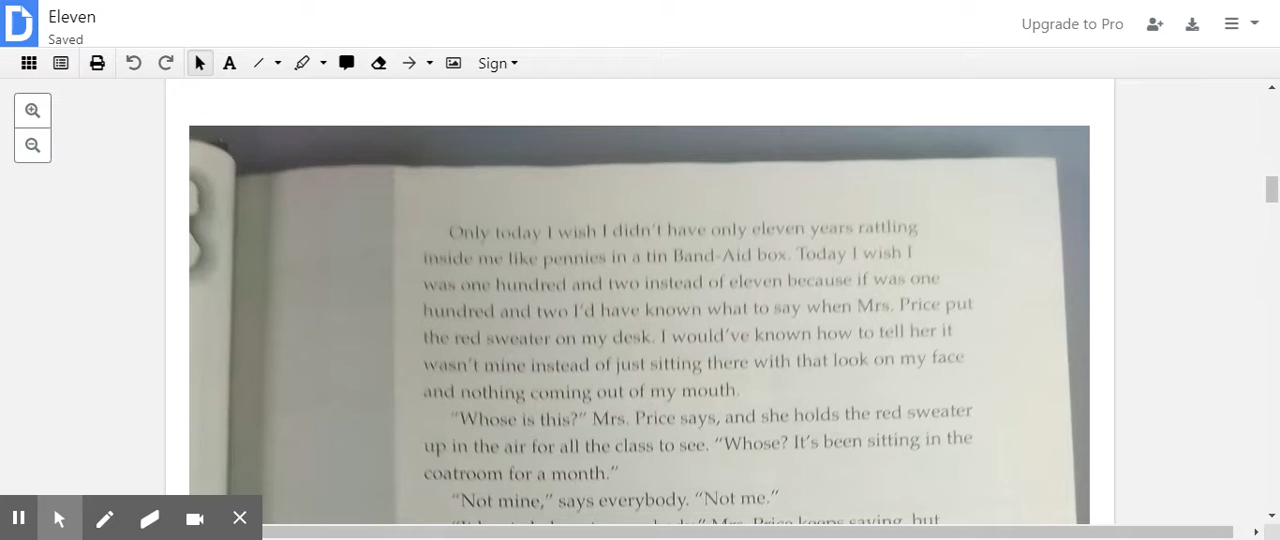 Eleven
Saved
Upgrade to Pro
A
Sign
Only today I wish I didn't have only eleven years rattling
inside me like pennies in a tin Band-Aid box. Today I wish I
was one hundred and two instead of eleven because if was one
hundred and two I'd have known what to say when Mrs. Price put
the red sweater on my desk. I would've known how to tell her it
wasn't mine instead of just sitting there with that look on my face
and nothing coming out of my mouth.
"Whose is this?" Mrs. Price says, and she holds the red sweater
up in the air for all the class to see. "Whose? It's been sitting in the
coatroom for a month."
"Not mine," says everybody. "Not me."
Mrs. Price keeps saying, but